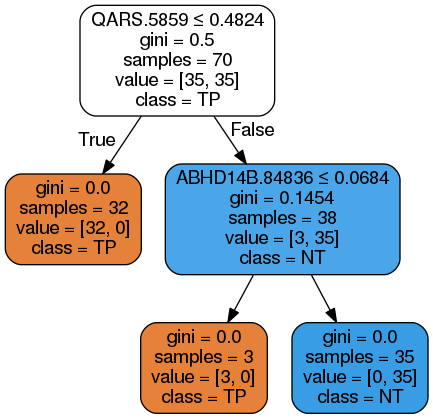 QARS.5859 ≤ 0.4824
gini = 0.5
samples = 70
value = [35, 35]
class = TP
True
False
gini = 0.0
samples = 32
value = [32, 0]
class = TP
ABHD14B.84836 ≤ 0.0684
gini = 0.1454
samples = 38
value = [3, 35]
class = NT
gini = 0.0
samples = 3
value = [3, 0]
class = TP
gini = 0.0
samples = 35
value = [0, 35]
class = NT